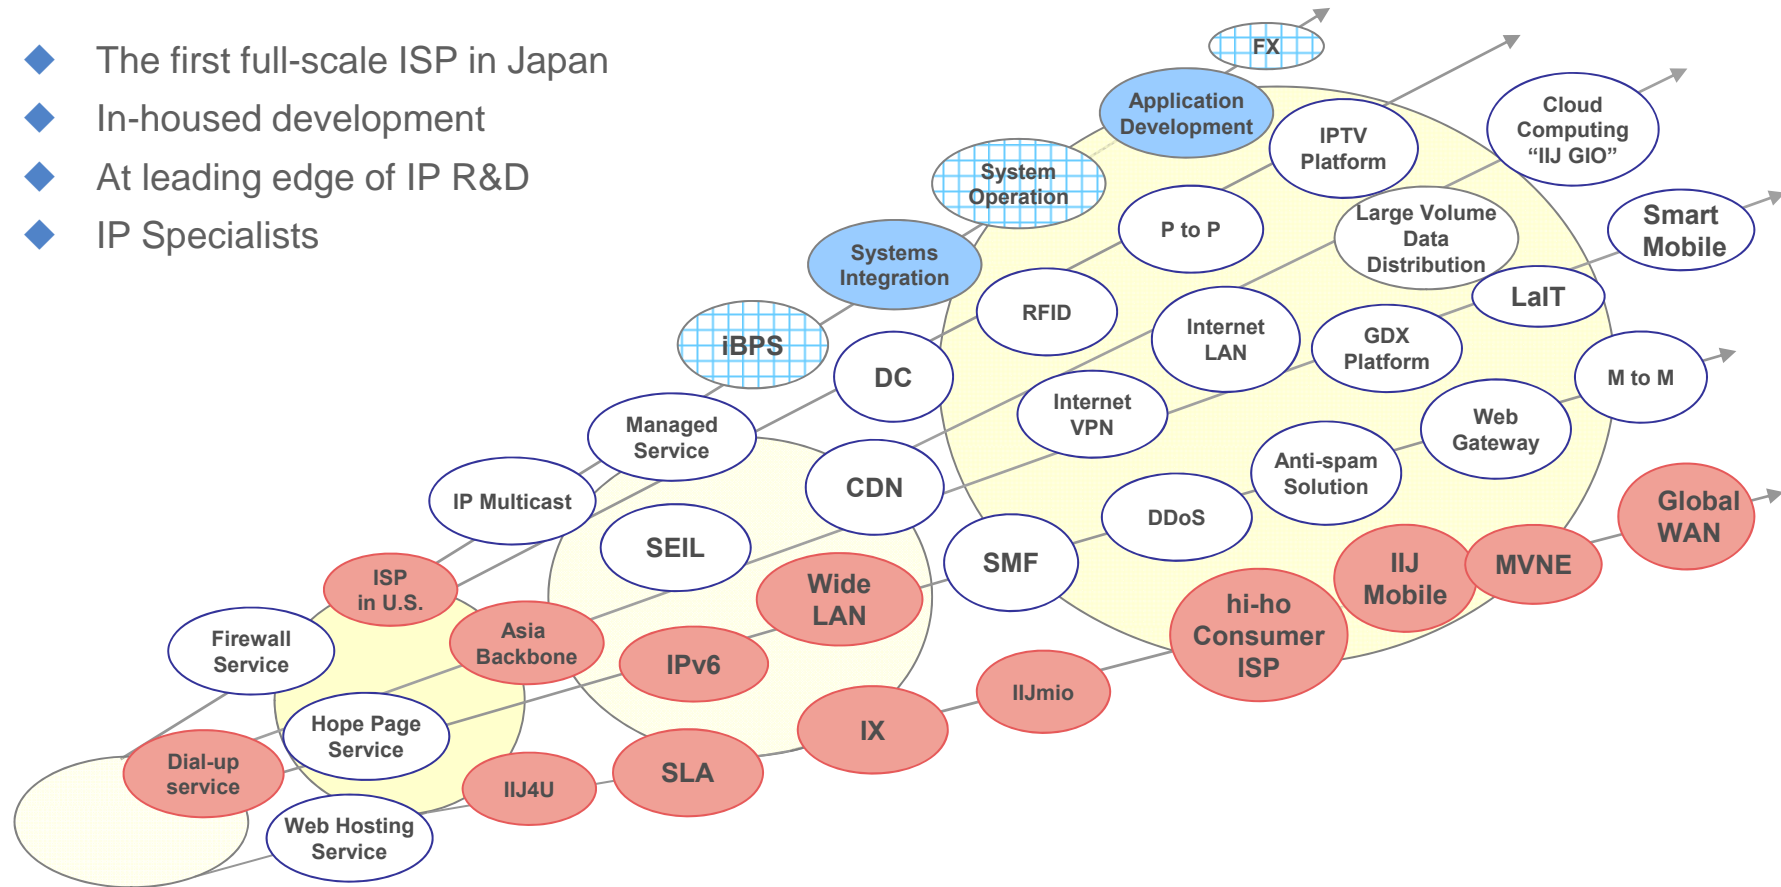 The first full-scale ISP in Japan
In-housed development
At leading edge of IP R&D
IP Specialists
FX
Application
Development
IPTV
Platform
Cloud
Computing
“IIJ GIO”
System
Operation
P to P
Large Volume
Data
Distribution
Smart
Mobile
Systems
Integration
RFID
Internet
LAN
GDX
Platform
LaIT
iBPS
DC
Internet
VPN
Web
Gateway
M to M
Managed
Service
IP Multicast
CDN
Anti-spam
Solution
DDoS
Global
WAN
SEIL
SMF
ISP
in U.S.
Wide
LAN
IIJ
Mobile
MVNE
Firewall
Service
Asia
Backbone
IPv6
hi-ho
Consumer
ISP
IIJmio
Hope Page
Service
IX
Dial-up
service
IIJ4U
SLA
Web Hosting
Service